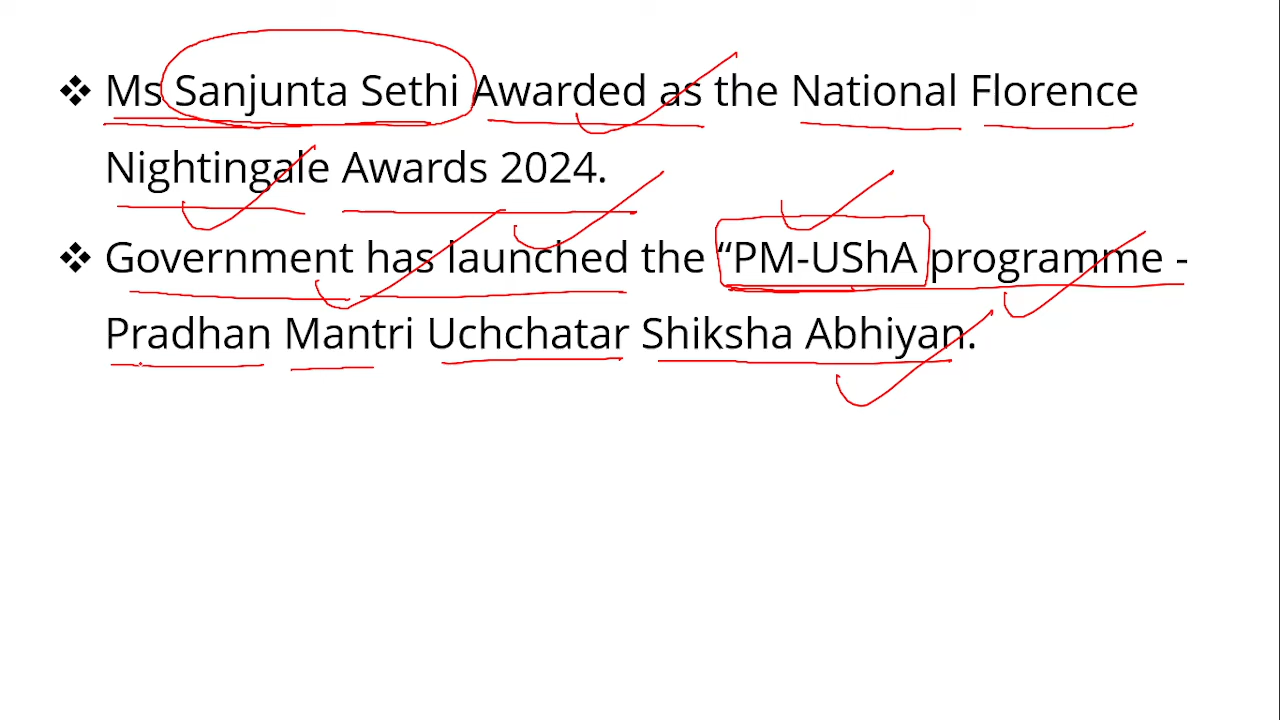 ❖ Ms Sanjunta Sethi Awarded as the National Florence
Nightingale Awards 2024.
❖ Government has launched the “PM-UShA programme -
Pradhan Mantri Uchchatar Shiksha Abhiyan.